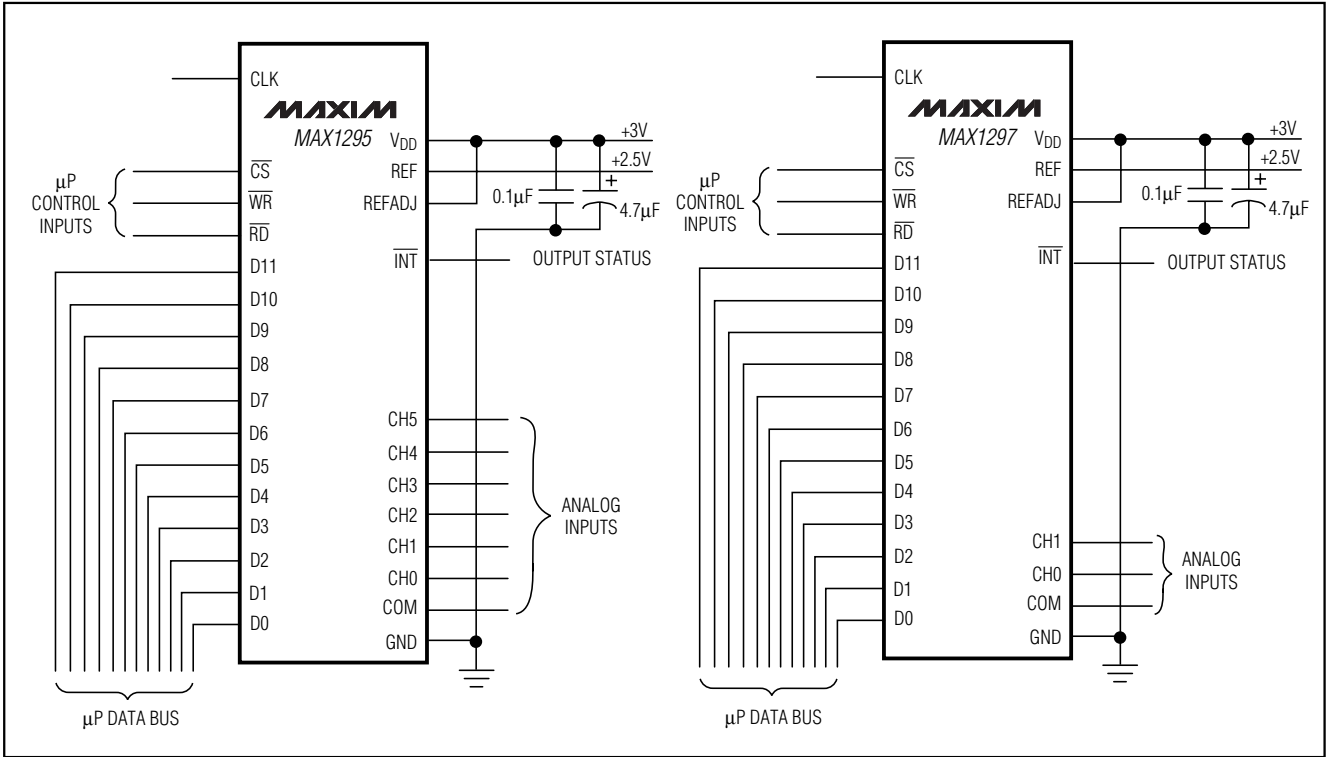 CLK
MAXIM
MAX1295
VDD
+3V
REF
+2.5V
REFADJ
0.1µF
+
4.7µF
µP
CONTROL
INPUTS
CS
WR
RD
INT
OUTPUT STATUS
D11
D10
D9
D8
D7
D6
D5
D4
D3
D2
D1
D0
CH5
CH4
CH3
CH2
CH1
CH0
COM
GND
ANALOG
INPUTS
µP DATA BUS
CLK
MAXIM
MAX1297
VDD
+3V
REF
+2.5V
REFADJ
0.1µF
+
4.7µF
µP
CONTROL
INPUTS
CS
WR
RD
INT
OUTPUT STATUS
D11
D10
D9
D8
D7
D6
D5
D4
D3
D2
D1
D0
CH1
CH0
COM
GND
ANALOG
INPUTS
µP DATA BUS